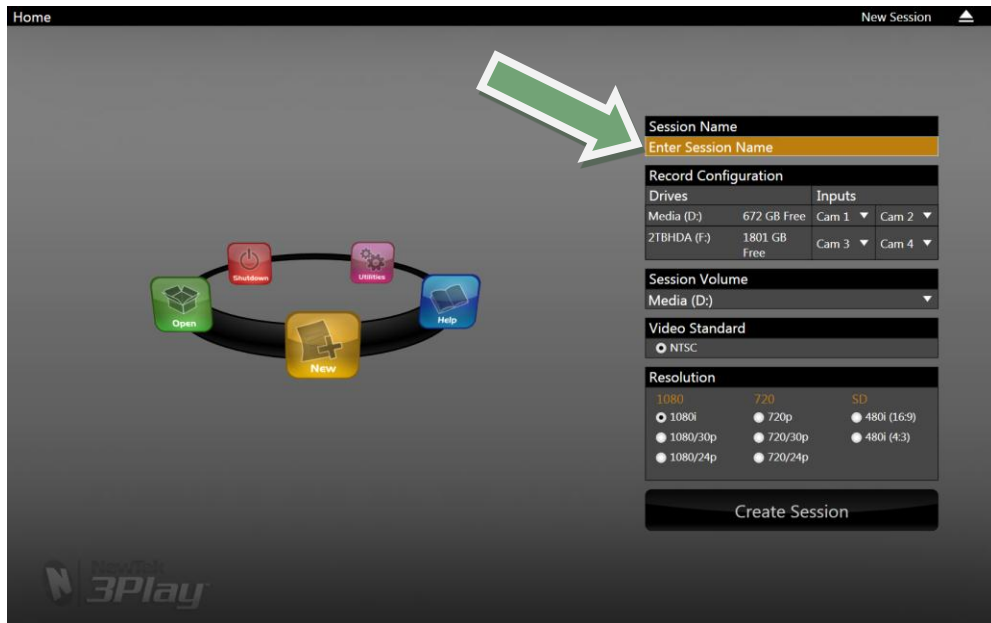 Home
New Session
Session Name
Enter Session Name
Record Configuration
Drives Inputs
Media (D:) 672 GB Free Cam 1 Cam 2
2TBHDA (F:) 1801 GB Free Cam 3 Cam 4
Session Volume
Media (D:)
Video Standard
NTSC
Resolution
1080 720 SD
1080i 720p 480i (16:9)
1080/30p 720/30p 480i (4:3)
1080/24p 720/24p
Create Session
Shutdown
Utilities
Open
Help
New
N NewTek
3Play